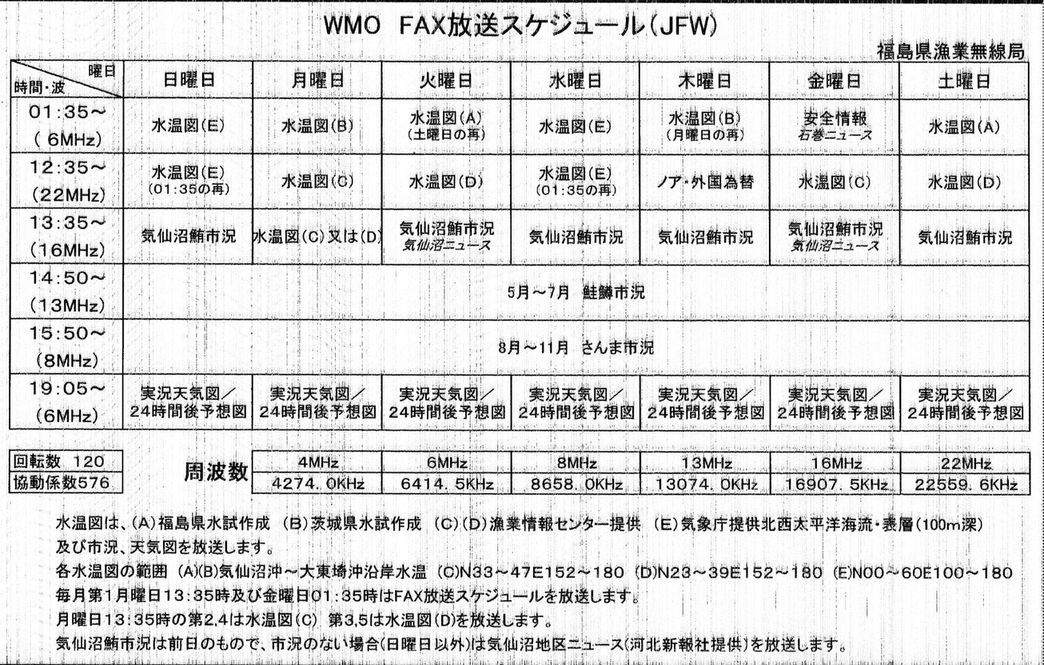 WMO FAX放送スケジュール(JFW)
福島県漁業無線局
曜日
時間・波
日曜日 月曜日 火曜日 水曜日 木曜日 金曜日 土曜日
01:35～ (6MHz) 水温図(E) 水温図(B) 水温図(A) (土曜日の再) 水温図(E) 水温図(B) (月曜日の再) 安全情報 石巻ニュース 水温図(A)
12:35～ (22MHz) 水温図(E) (01:35の再) 水温図(C) 水温図(D) 水温図(E) (01:35の再) ノア・外国為替 水温図(C) 水温図(D)
13:35～ (16MHz) 気仙沼鮪市況 水温図(C)又は(D) 気仙沼鮪市況 気仙沼ニュース 気仙沼鮪市況 気仙沼鮪市況 気仙沼鮪市況 気仙沼ニュース 気仙沼鮪市況
14:50～ (13MHz) 5月～7月 鮭鱒市況
15:50～ (8MHz) 8月～11月 さんま市況
19:05～ (6MHz) 実況天気図／24時間後予想図 実況天気図／24時間後予想図 実況天気図／24時間後予想図 実況天気図／24時間後予想図 実況天気図／24時間後予想図 実況天気図／24時間後予想図 実況天気図／24時間後予想図
回転数 120
協動係数576
周波数
4MHz 6MHz 8MHz 13MHz 16MHz 22MHz
4274.0KHz 6414.5KHz 8658.0KHz 13074.0KHz 16907.5KHz 22559.6KHz
水温図は、(A)福島県水試作成 (B)茨城県水試作成 (C)(D)漁業情報センター提供 (E)気象庁提供北西太平洋海流・表層(100m深)
及び市況、天気図を放送します。
各水温図の範囲 (A)(B)気仙沼沖～大東埼沖沿岸水温 (C)N33～47E152～180 (D)N23～39E152～180 (E)N00～60E100～180
毎月第1月曜日13:35時及び金曜日01:35時はFAX放送スケジュールを放送します。
月曜日13:35時の第2,4は水温図(C) 第3,5は水温図(D)を放送します。
気仙沼鮪市況は前日のもので、市況のない場合(日曜日以外)は気仙沼地区ニュース(河北新報社提供)を放送します。